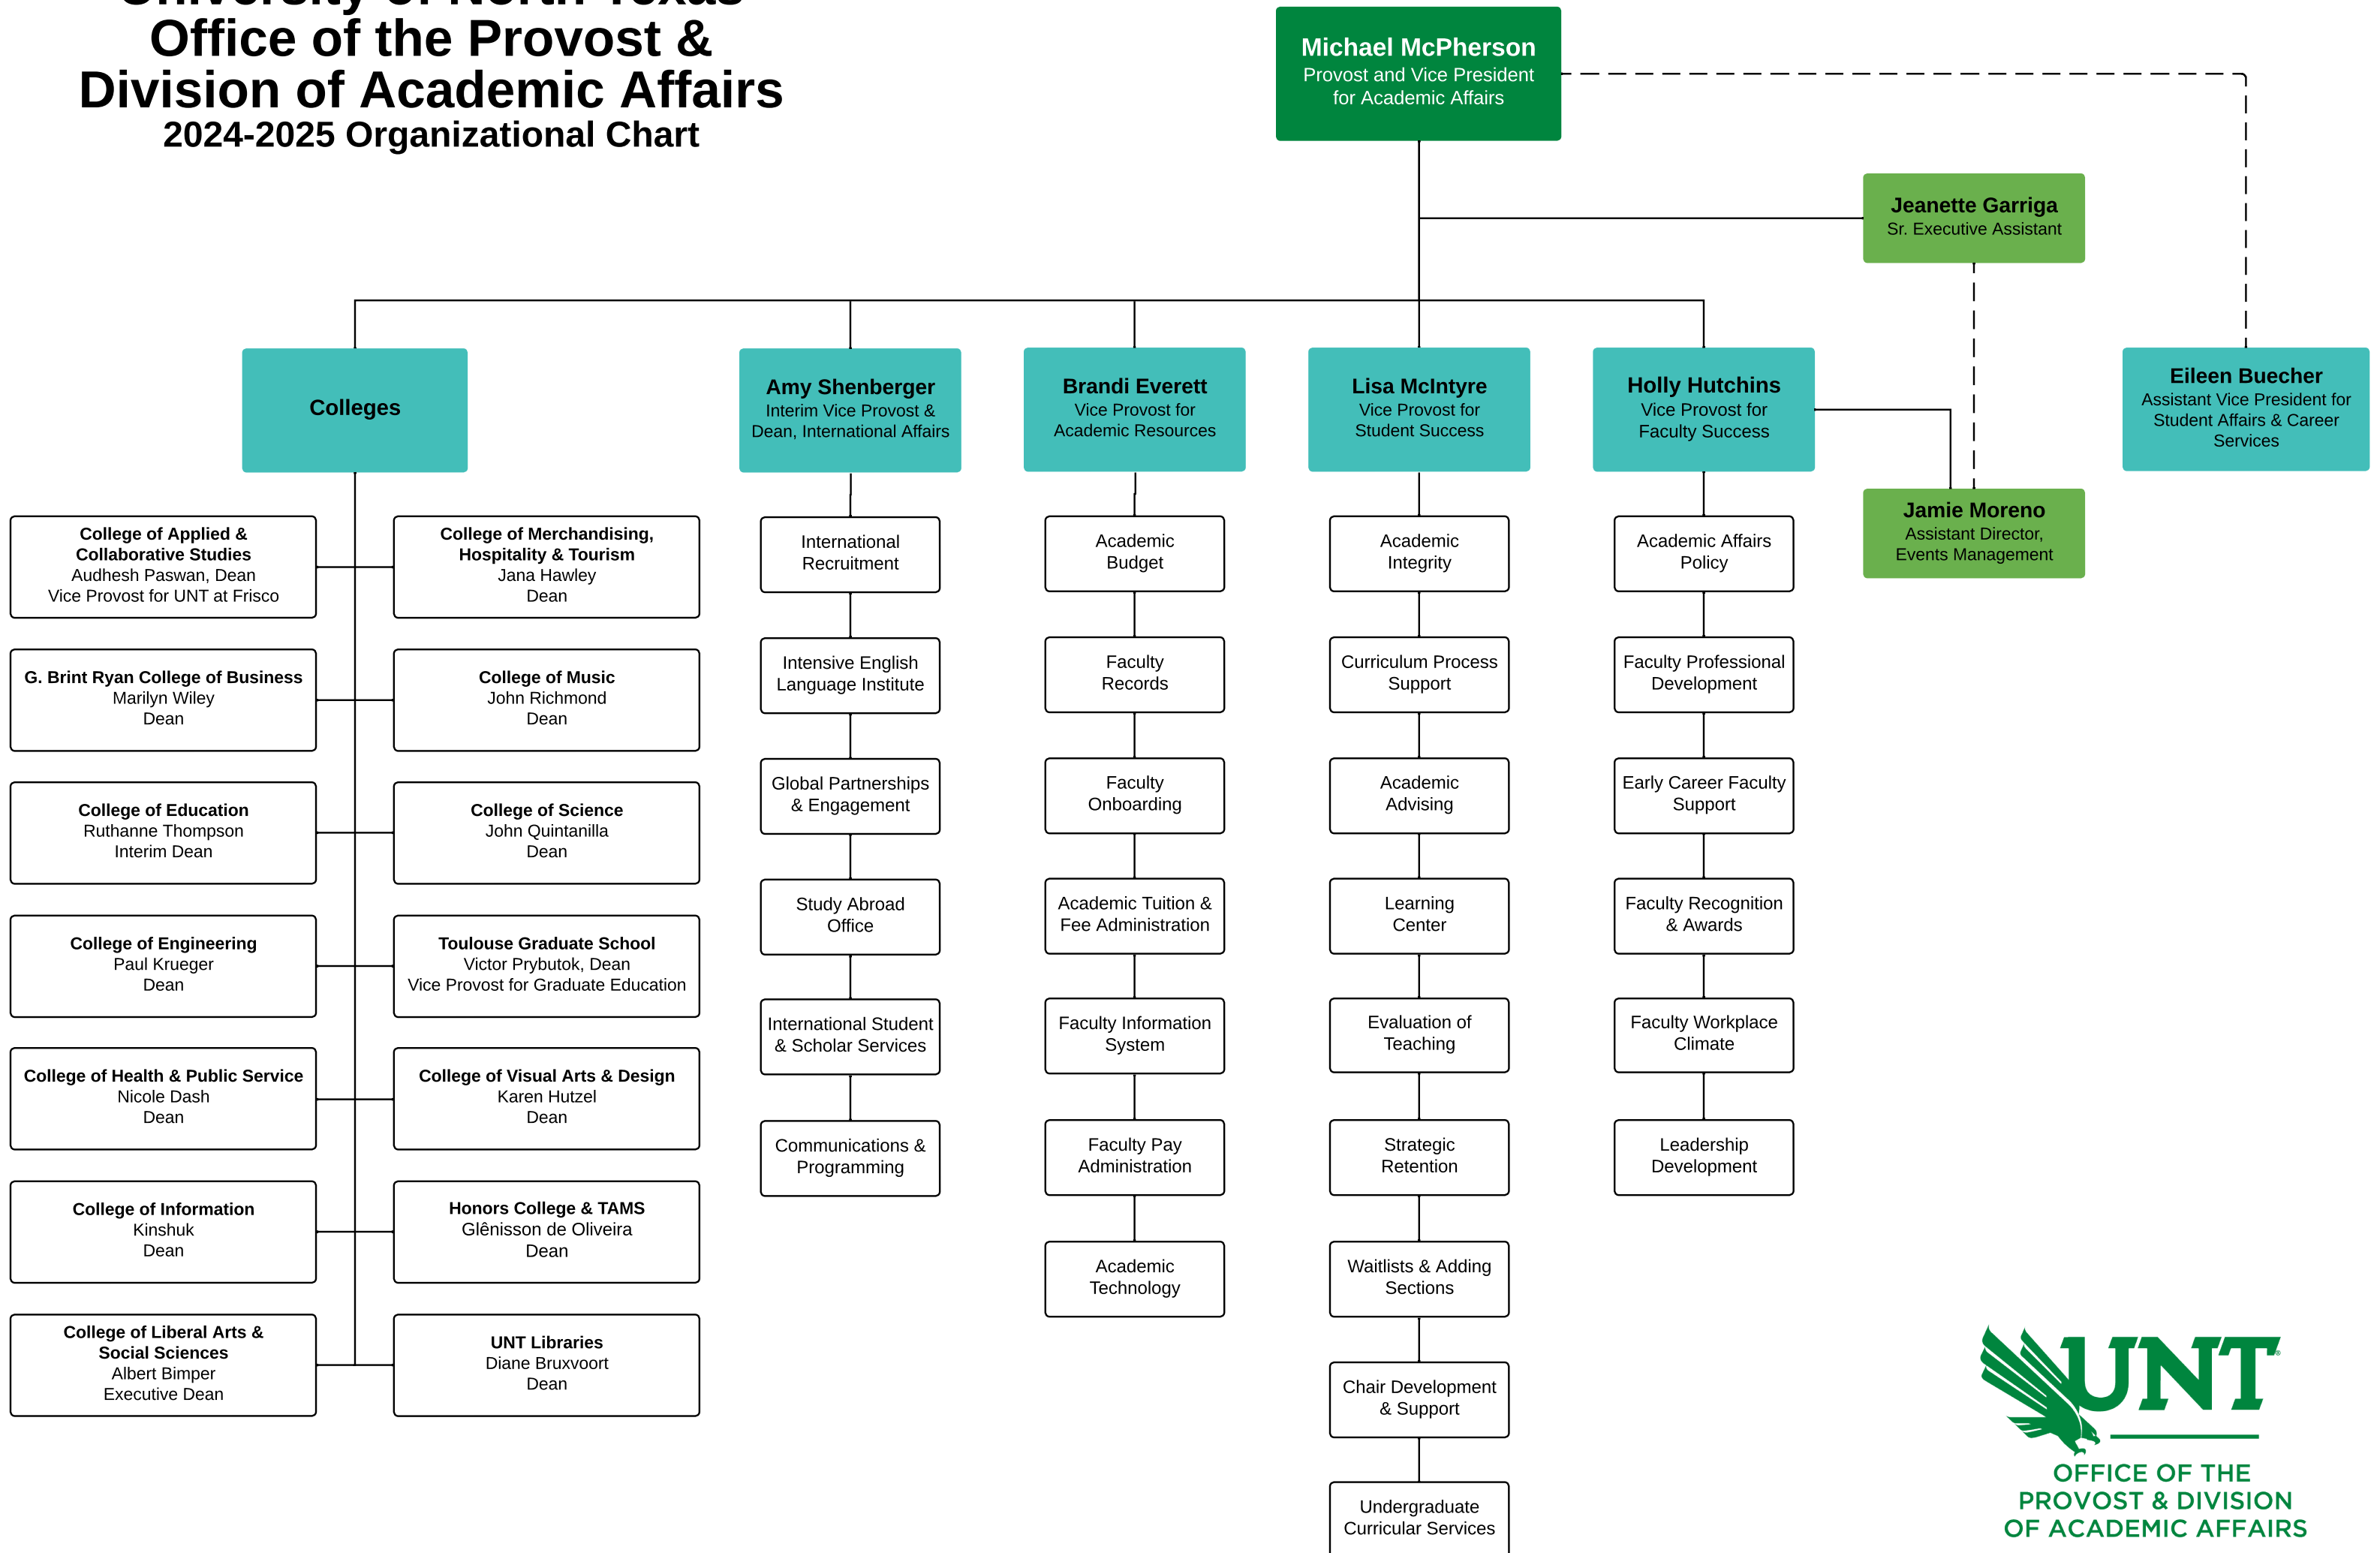 University of North Texas
Office of the Provost &
Division of Academic Affairs
2024-2025 Organizational Chart
Michael McPherson
Provost and Vice President
for Academic Affairs
Jeanette Garriga
Sr. Executive Assistant
Colleges
Amy Shenberger
Interim Vice Provost &
Dean, International Affairs
Brandi Everett
Vice Provost for
Academic Resources
Lisa McIntyre
Vice Provost for
Student Success
Holly Hutchins
Vice Provost for
Faculty Success
Eileen Buecher
Assistant Vice President for
Student Affairs & Career
Services
Jamie Moreno
Assistant Director,
Events Management
College of Applied &
Collaborative Studies
Audhesh Paswan, Dean
Vice Provost for UNT at Frisco
College of Merchandising,
Hospitality & Tourism
Jana Hawley
Dean
G. Brint Ryan College of Business
Marilyn Wiley
Dean
College of Music
John Richmond
Dean
College of Education
Ruthanne Thompson
Interim Dean
College of Science
John Quintanilla
Dean
College of Engineering
Paul Krueger
Dean
Toulouse Graduate School
Victor Prybutok, Dean
Vice Provost for Graduate Education
College of Health & Public Service
Nicole Dash
Dean
College of Visual Arts & Design
Karen Hutzel
Dean
College of Information
Kinshuk
Dean
Honors College & TAMS
Glênisson de Oliveira
Dean
College of Liberal Arts &
Social Sciences
Albert Bimper
Executive Dean
UNT Libraries
Diane Bruxvoort
Dean
International
Recruitment
Intensive English
Language Institute
Global Partnerships
& Engagement
Study Abroad
Office
International Student
& Scholar Services
Communications &
Programming
Academic
Budget
Faculty
Records
Faculty
Onboarding
Academic Tuition &
Fee Administration
Faculty Information
System
Faculty Pay
Administration
Academic
Technology
Academic
Integrity
Curriculum Process
Support
Academic
Advising
Learning
Center
Evaluation of
Teaching
Strategic
Retention
Waitlists & Adding
Sections
Chair Development
& Support
Undergraduate
Curricular Services
Academic Affairs
Policy
Faculty Professional
Development
Early Career Faculty
Support
Faculty Recognition
& Awards
Faculty Workplace
Climate
Leadership
Development
UNT®
OFFICE OF THE
PROVOST & DIVISION
OF ACADEMIC AFFAIRS